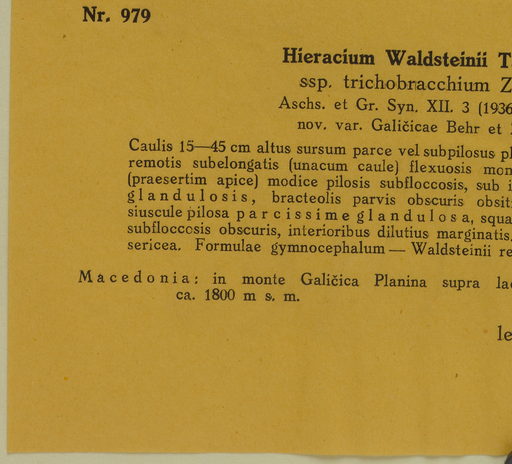 Nr. 979
Hieracium Waldsteinii T
ssp. trichobracchium Z
Aschs. et Gr. Syn. XII. 3 (1936
nov. var. Galičicae Behr et
Caulis 15—45 cm altus sursum parce vel subpilosus pl
remotis subelongatis (unacum caule) flexuosis mon
(praesertim apice) modice pilosis subfloccosis, sub i
glandulosis, bracteolis parvis obscuris obsit
siuscule pilosa parcissime glandulosa, squa
subfloccosis obscuris, interioribus dilutius marginatis,
sericea. Formulae gymnocephalum — Waldsteinii re
Macedonia: in monte Galičica Planina supra la
ca. 1800 m s. m.
le